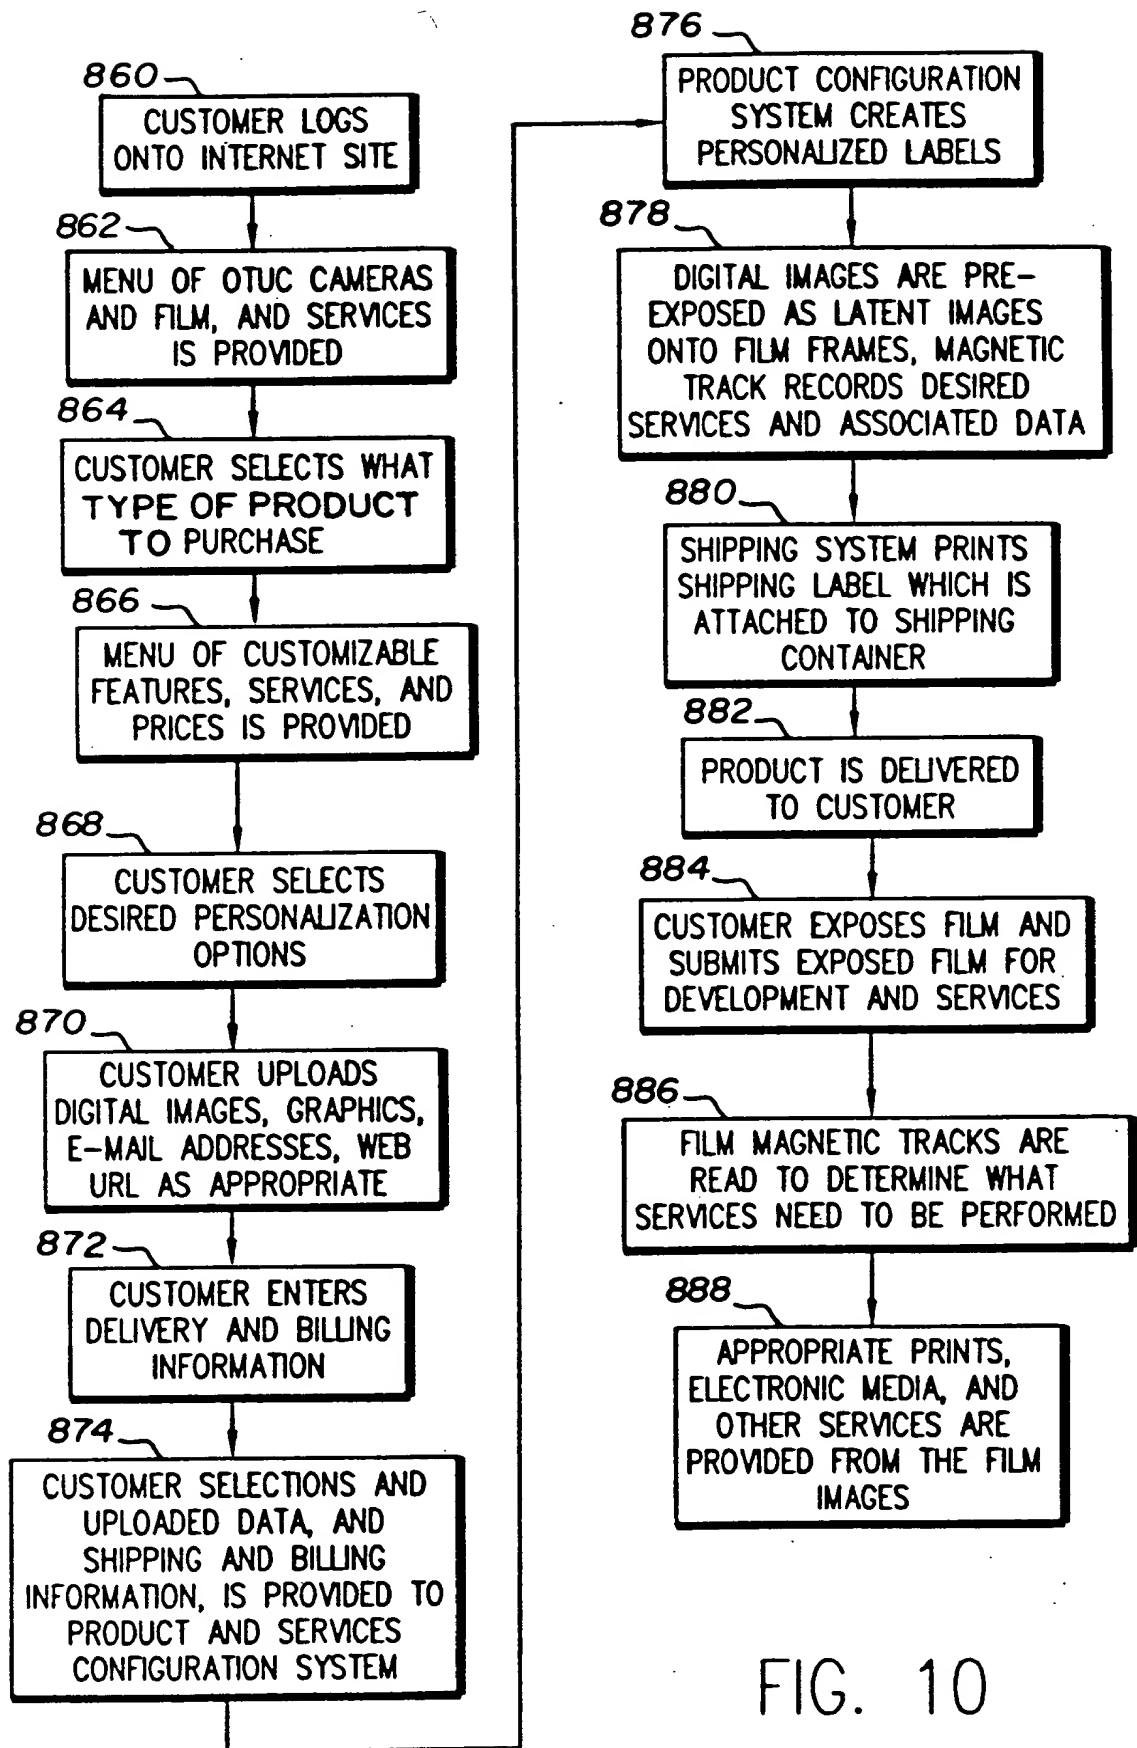 860
CUSTOMER LOGS
ONTO INTERNET SITE
862
MENU OF OTUC CAMERAS
AND FILM, AND SERVICES
IS PROVIDED
864
CUSTOMER SELECTS WHAT
TYPE OF PRODUCT
TO PURCHASE
866
MENU OF CUSTOMIZABLE
FEATURES, SERVICES, AND
PRICES IS PROVIDED
868
CUSTOMER SELECTS
DESIRED PERSONALIZATION
OPTIONS
870
CUSTOMER UPLOADS
DIGITAL IMAGES, GRAPHICS,
E-MAIL ADDRESSES, WEB
URL AS APPROPRIATE
872
CUSTOMER ENTERS
DELIVERY AND BILLING
INFORMATION
874
CUSTOMER SELECTIONS AND
UPLOADED DATA, AND
SHIPPING AND BILLING
INFORMATION, IS PROVIDED TO
PRODUCT AND SERVICES
CONFIGURATION SYSTEM
876
PRODUCT CONFIGURATION
SYSTEM CREATES
PERSONALIZED LABELS
878
DIGITAL IMAGES ARE PRE-
EXPOSED AS LATENT IMAGES
ONTO FILM FRAMES, MAGNETIC
TRACK RECORDS DESIRED
SERVICES AND ASSOCIATED DATA
880
SHIPPING SYSTEM PRINTS
SHIPPING LABEL WHICH IS
ATTACHED TO SHIPPING
CONTAINER
882
PRODUCT IS DELIVERED
TO CUSTOMER
884
CUSTOMER EXPOSES FILM AND
SUBMITS EXPOSED FILM FOR
DEVELOPMENT AND SERVICES
886
FILM MAGNETIC TRACKS ARE
READ TO DETERMINE WHAT
SERVICES NEED TO BE PERFORMED
888
APPROPRIATE PRINTS,
ELECTRONIC MEDIA, AND
OTHER SERVICES ARE
PROVIDED FROM THE FILM
IMAGES
FIG. 10